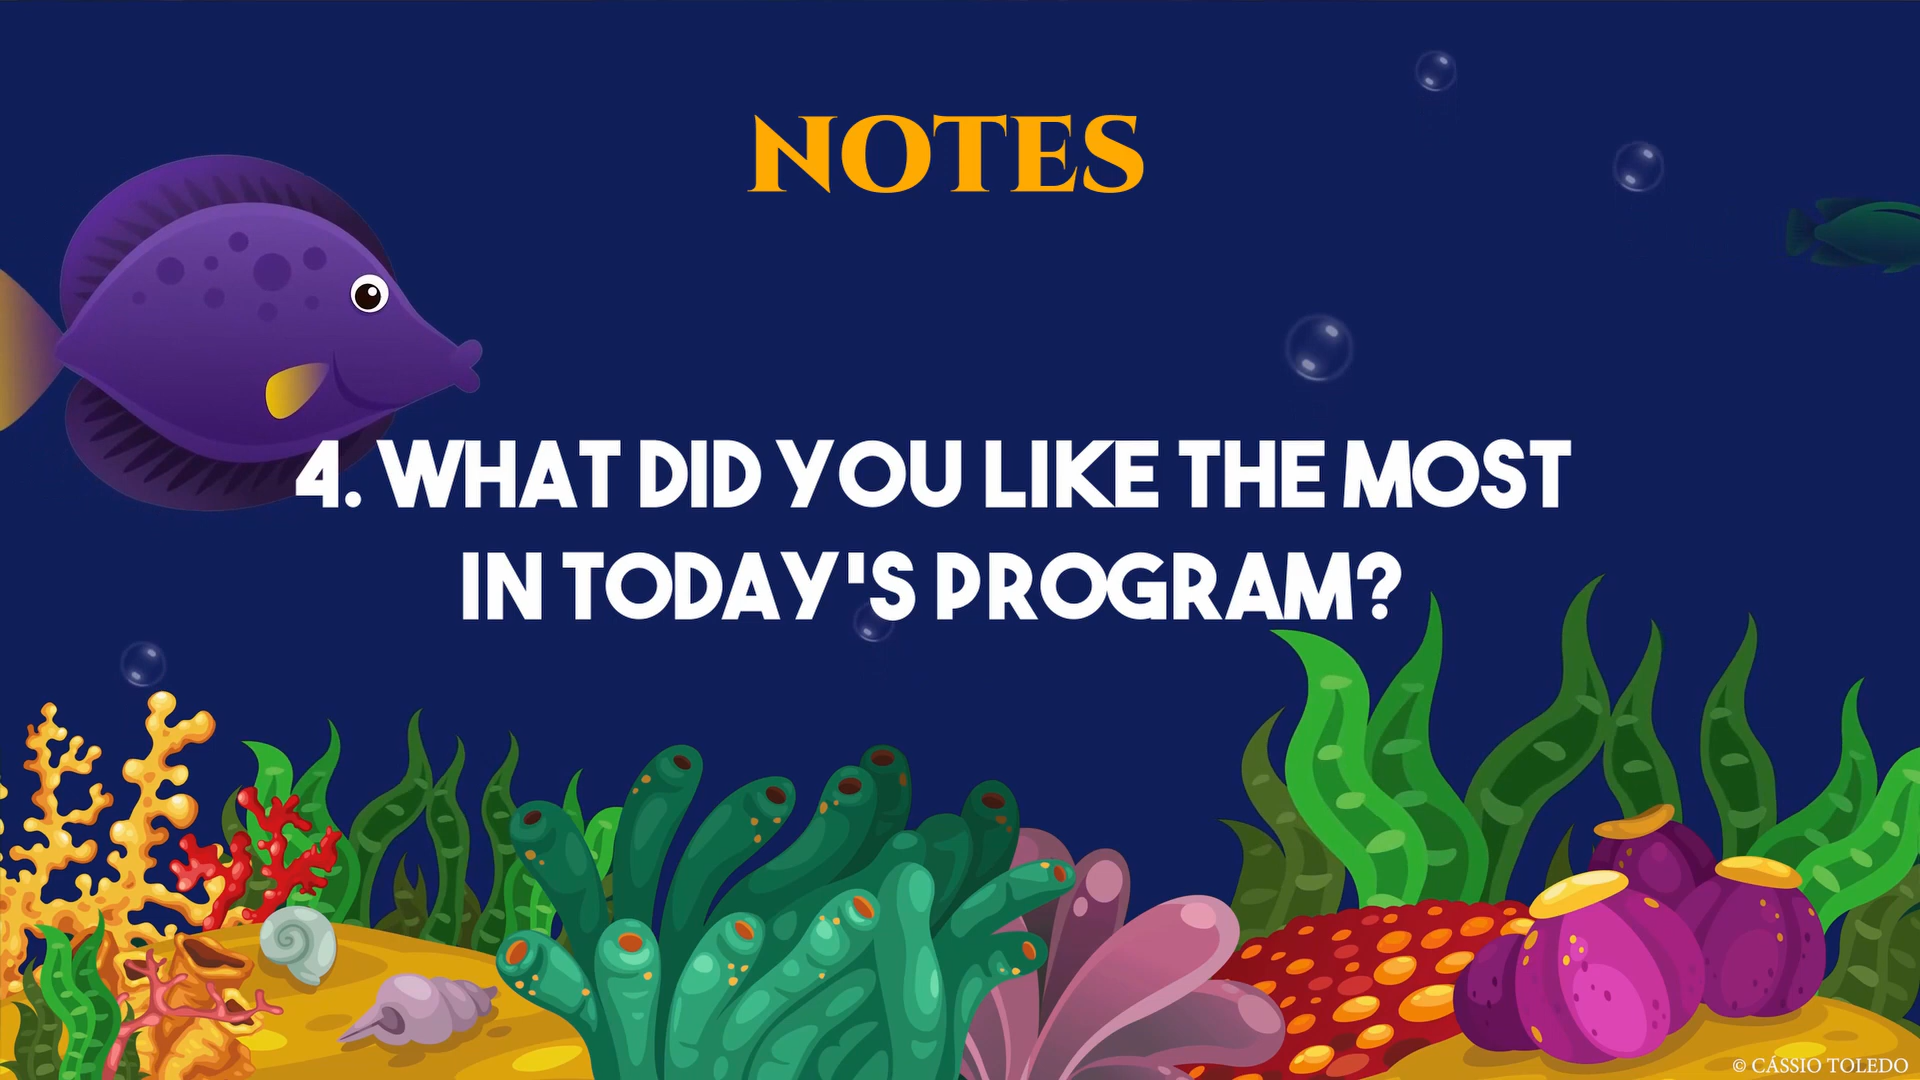 NOTES
4. WHAT DID YOU LIKE THE MOST
IN TODAY'S PROGRAM?
© CÁSSIO TOLEDO